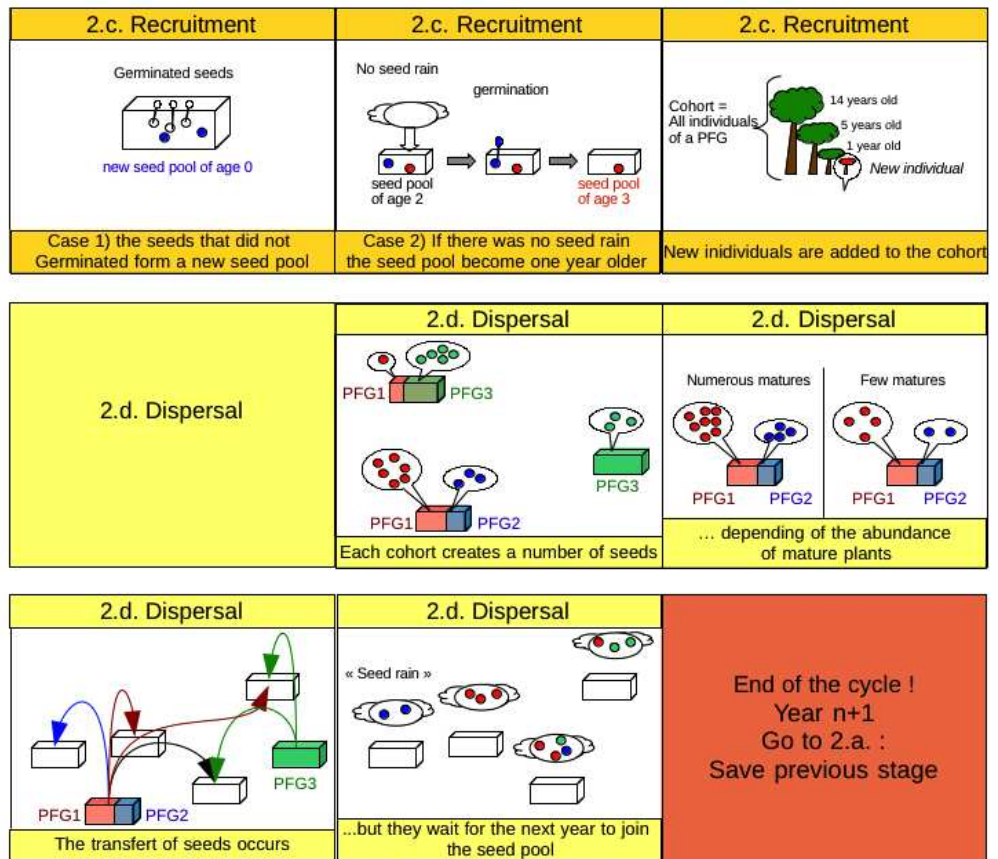 2.c. Recruitment
Germinated seeds
new seed pool of age 0
Case 1) the seeds that did not
Germinated form a new seed pool
2.c. Recruitment
No seed rain
germination
seed pool
of age 2
seed pool
of age 3
Case 2) If there was no seed rain
the seed pool become one year older
2.c. Recruitment
Cohort =
All individuals
of a PFG
14 years old
5 years old
1 year old
New individual
New inidividuals are added to the cohort
2.d. Dispersal
2.d. Dispersal
PFG1
PFG3
PFG3
PFG1
PFG2
Each cohort creates a number of seeds
2.d. Dispersal
Numerous matures
Few matures
PFG1
PFG2
PFG1
PFG2
... depending of the abundance
of mature plants
2.d. Dispersal
PFG3
PFG1
PFG2
The transfert of seeds occurs
2.d. Dispersal
« Seed rain »
...but they wait for the next year to join
the seed pool
End of the cycle !
Year n+1
Go to 2.a. :
Save previous stage